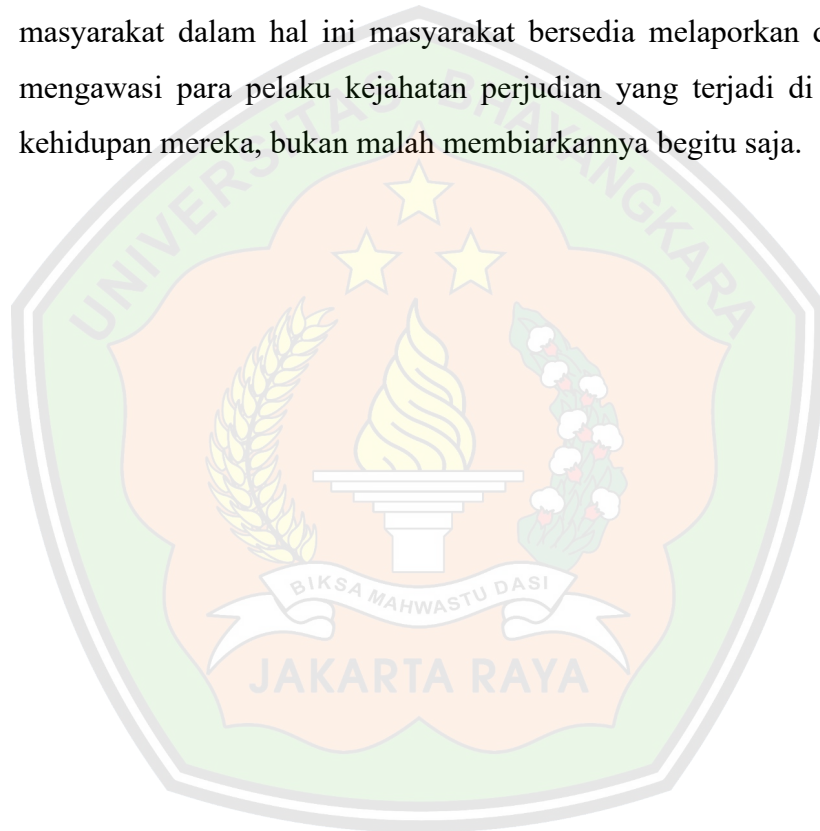 masyarakat dalam hal ini masyarakat bersedia melaporkan
mengawasi para pelaku kejahatan perjudian yang terjadi di
kehidupan mereka, bukan malah membiarkannya begitu saja.
UNIVERSITAS BHAYANGKARA
BIKSA MAHWASTU DASI
JAKARTA RAYA